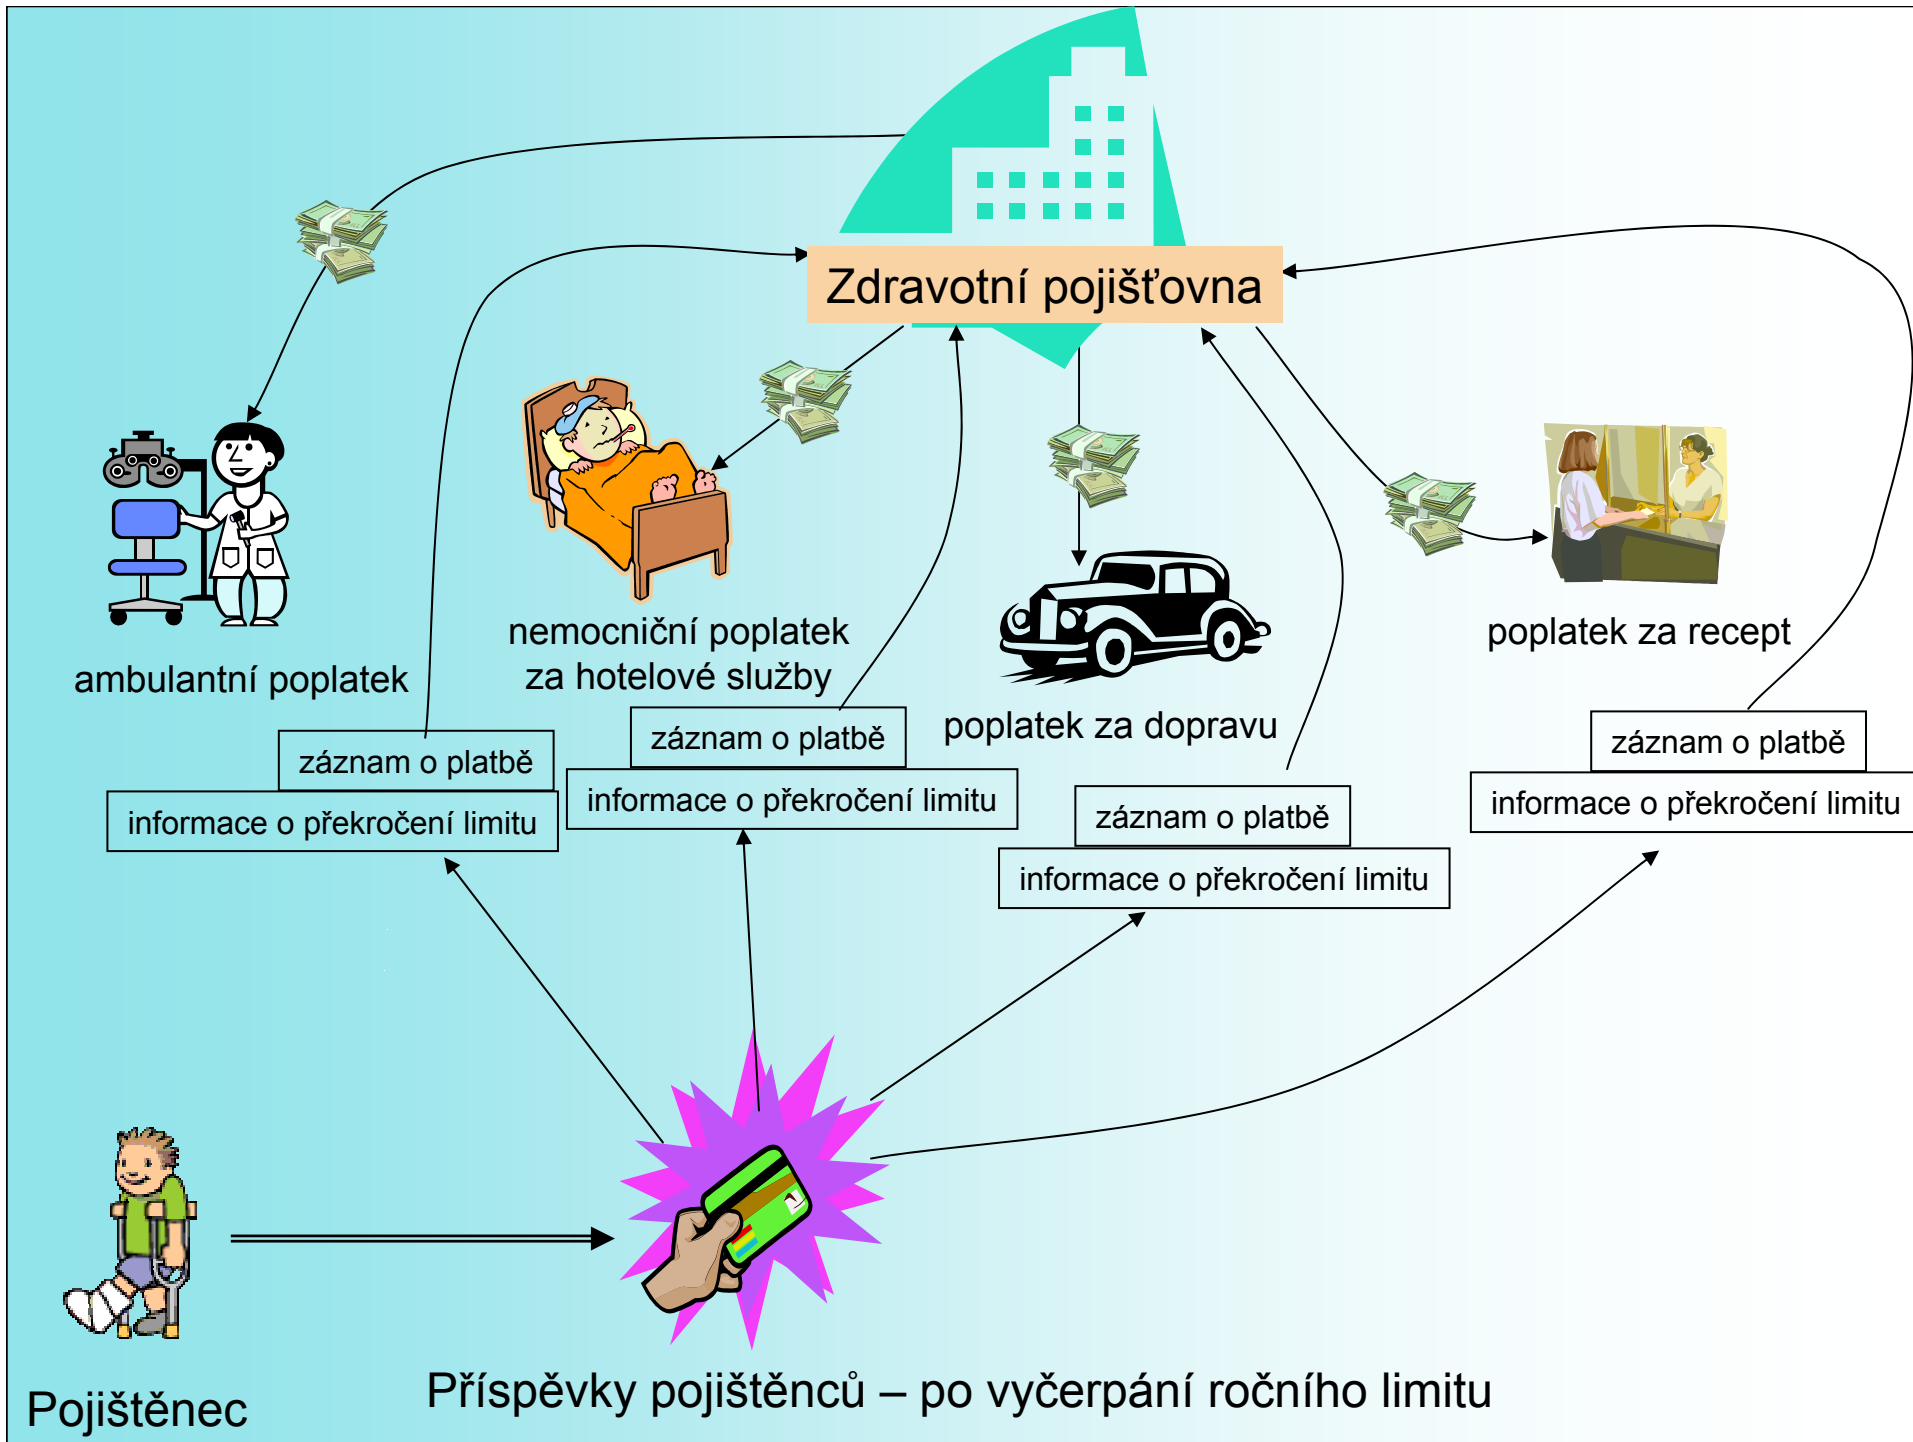 Zdravotní pojišťovna
ambulantní poplatek
nemocniční poplatek
za hotelové služby
poplatek za dopravu
poplatek za recept
záznam o platbě
informace o překročení limitu
záznam o platbě
informace o překročení limitu
záznam o platbě
informace o překročení limitu
záznam o platbě
informace o překročení limitu
Pojištěnec
Příspěvky pojištěnců – po vyčerpání ročního limitu